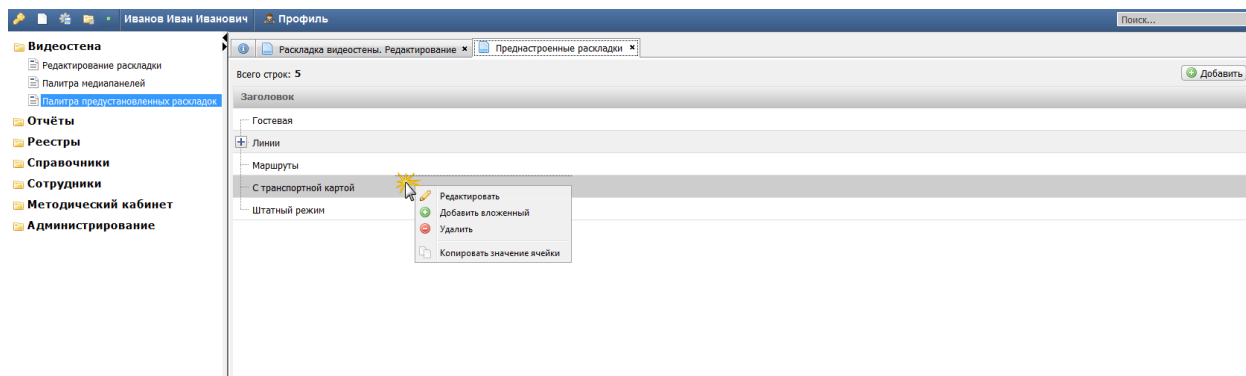 Иванов Иван Иванович Профиль Поиск...
Видеостена
Редактирование раскладки
Палитра медиапанелей
Палитра предустановленных раскладок
Отчёты
Реестры
Справочники
Сотрудники
Методический кабинет
Администрирование
Раскладка видеостены. Редактирование × Преднастроенные раскладки ×
Всего строк: 5 Добавить
Заголовок
Гостевая
Линии
Маршруты
С транспортной картой
Штатный режим
Редактировать
Добавить вложенный
Удалить
Копировать значение ячейки